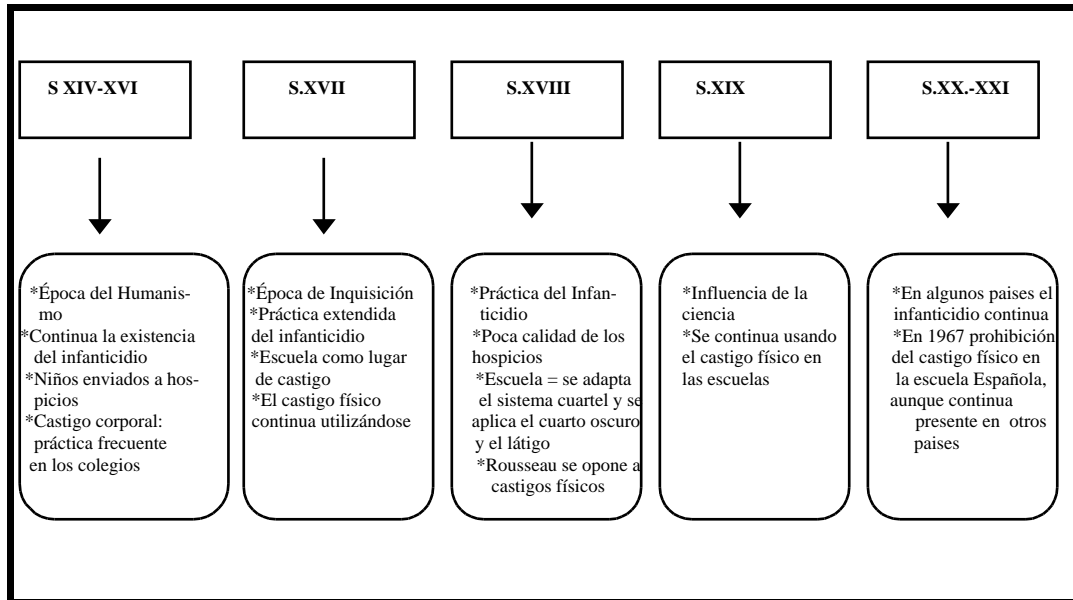 S XIV-XVI
S.XVII
S.XVIII
S.XIX
S.XX.-XXI
*Época del Humanis-
mo
*Continua la existencia
del infanticidio
*Niños enviados a hos-
picios
*Castigo corporal:
práctica frecuente
en los colegios
*Época de Inquisición
*Práctica extendida
del infanticidio
*Escuela como lugar
de castigo
*El castigo físico
continua utilizándose
*Práctica del Infan-
ticidio
*Poca calidad de los
hospicios
*Escuela = se adapta
el sistema cuartel y se
aplica el cuarto oscuro
y el látigo
*Rousseau se opone a
castigos físicos
*Influencia de la
ciencia
*Se continua usando
el castigo físico en
las escuelas
*En algunos paises el
infanticidio continua
*En 1967 prohibición
del castigo físico en
la escuela Española,
aunque continua
presente en otros
paises